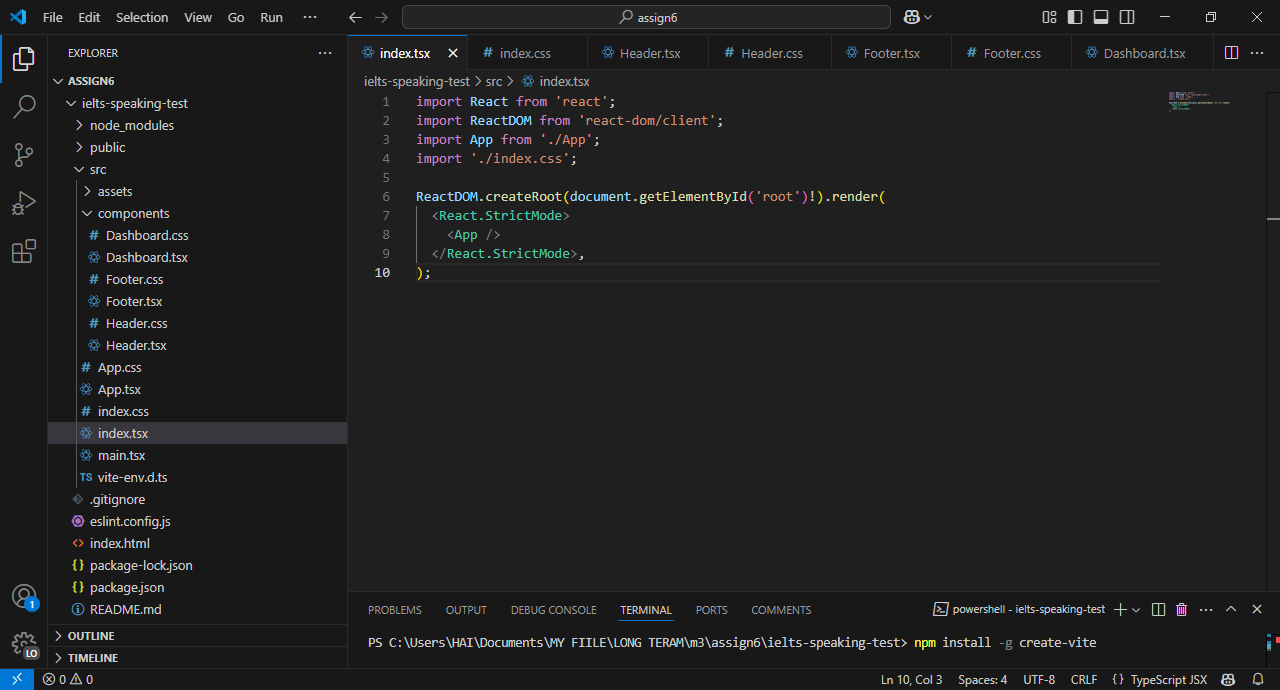 File Edit Selection View Go Run ···
assign6
EXPLORER ···
ASSIGN6
ielts-speaking-test
node_modules
public
src
assets
components
# Dashboard.css
Dashboard.tsx
# Footer.css
Footer.tsx
# Header.css
Header.tsx
# App.css
App.tsx
# index.css
index.tsx
main.tsx
TS vite-env.d.ts
.gitignore
eslint.config.js
<> index.html
{} package-lock.json
{} package.json
README.md
OUTLINE
TIMELINE
1
LO
index.tsx # index.css Header.tsx # Header.css Footer.tsx # Footer.css Dashboard.tsx ···
ielts-speaking-test > src > index.tsx
1 import React from 'react';
2 import ReactDOM from 'react-dom/client';
3 import App from './App';
4 import './index.css';
5
6 ReactDOM.createRoot(document.getElementById('root')!).render(
7 <React.StrictMode>
8 <App />
9 </React.StrictMode>,
10 );
PROBLEMS OUTPUT DEBUG CONSOLE TERMINAL PORTS COMMENTS powershell - ielts-speaking-test ···
PS C:\Users\HAI\Documents\MY FIILE\LONG TERAM\m3\assign6\ielts-speaking-test> npm install -g create-vite
0 0 Ln 10, Col 3 Spaces: 4 UTF-8 CRLF {} TypeScript JSX